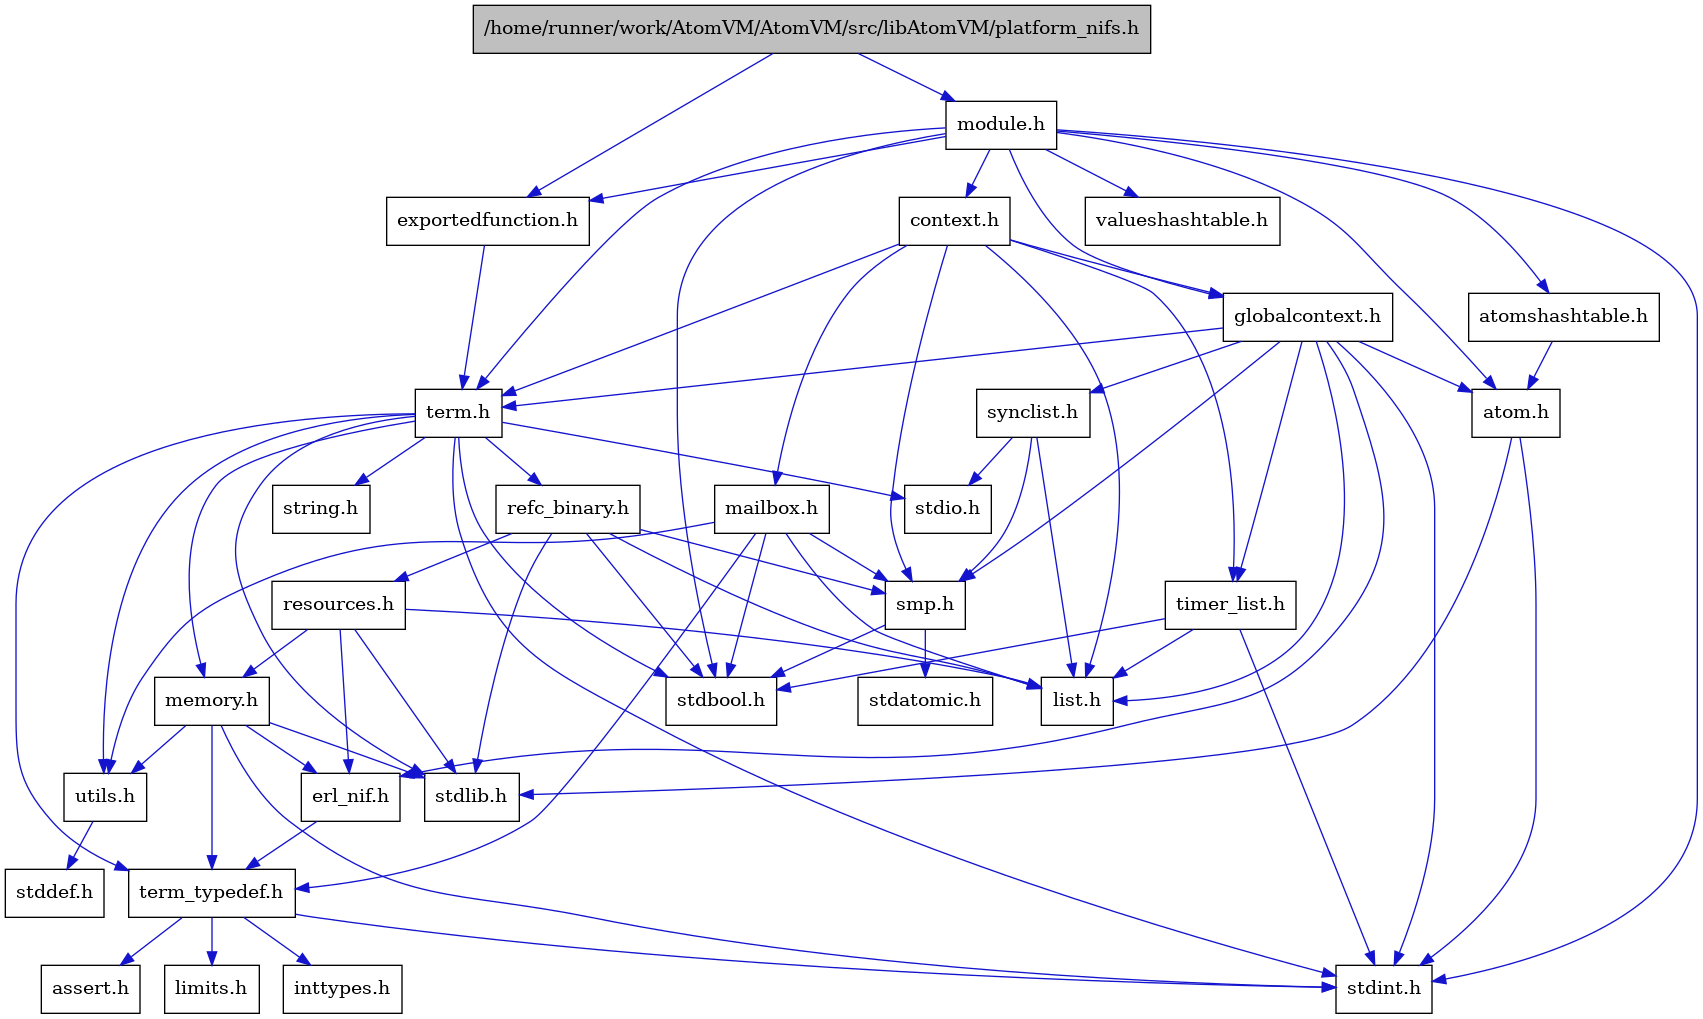 /home/runner/work/AtomVM/AtomVM/src/libAtomVM/platform_nifs.h
module.h
exportedfunction.h
context.h
valueshashtable.h
globalcontext.h
atomshashtable.h
term.h
synclist.h
atom.h
string.h
refc_binary.h
mailbox.h
stdio.h
resources.h
smp.h
timer_list.h
memory.h
stdbool.h
stdatomic.h
list.h
utils.h
erl_nif.h
stdlib.h
stddef.h
term_typedef.h
assert.h
limits.h
inttypes.h
stdint.h